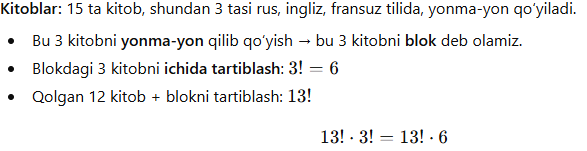 Kitoblar: 15 ta kitob, shundan 3 tasi rus, ingliz, fransuz tilida, yonma-yon qo‘yiladi.
• Bu 3 kitobni yonma-yon qilib qo‘yish → bu 3 kitobni blok deb olamiz.
• Blokdagi 3 kitobni ichida tartiblash: 3! = 6
• Qolgan 12 kitob + blokni tartiblash: 13!
13! · 3! = 13! · 6